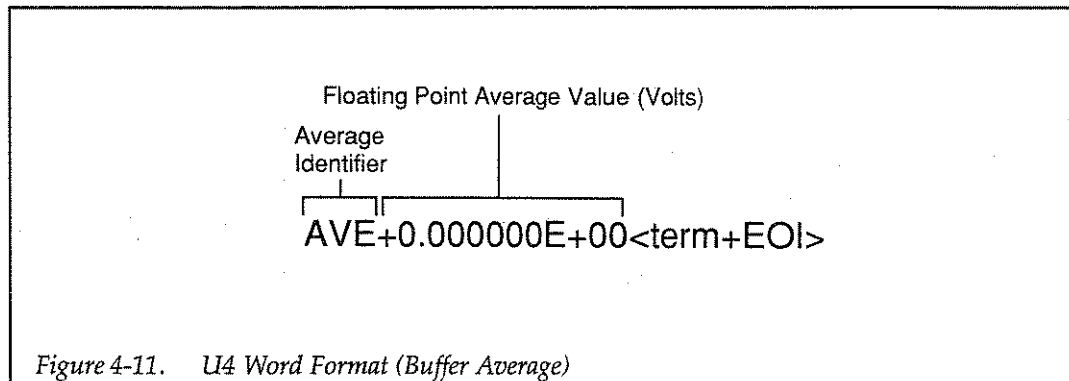 Floating Point Average Value (Volts)
Average
Identifier
AVE+0.000000E+00<term+EOI>
Figure 4-11. U4 Word Format (Buffer Average)